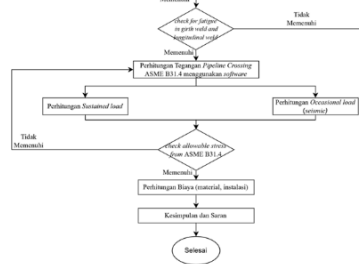 check for fatigue
in girth weld and
longitudinal weld
Tidak
Memenuhi
Memenuhi
Perhitungan Tegangan Pipeline Crossing
ASME B31.4 menggunakan software
Perhitungan Sustained load
Perhitungan Occasional load
(seismic)
Tidak
Memenuhi
check allowable stress
from ASME B31.4
Memenuhi
Perhitungan Biaya (material, instalasi)
Kesimpulan dan Saran
Selesai